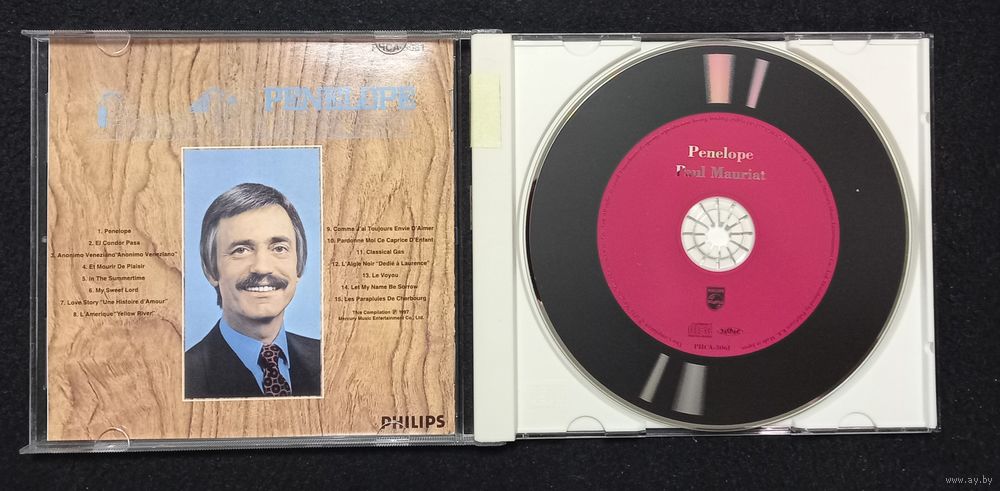 PHCA-3061
PENELOPE
1. Penelope
2. El Condor Pasa
3. Anonimo Veneziano"Anonimo Veneziano"
4. Et Mourir De Plaisir
5. In The Summertime
6. My Sweet Lord
7. Love Story "Une Histoire d'Amour"
8. L'Amerique"Yellow River"
9. Comme J'ai Toujours Envie D'Aimer
10. Pardonne Moi Ce Caprice D'Enfant
11. Classical Gas
12. L'Aigle Noir "Dedié à Laurence"
13. Le Voyou
14. Let My Name Be Sorrow
15. Les Parapluies De Cherbourg
This Compilation ℗ 1997
Mercury Music Entertainment Co., Ltd.
PHILIPS
Penelope
Paul Mauriat
PHCA-3061
Made in Japan
www.ay.by